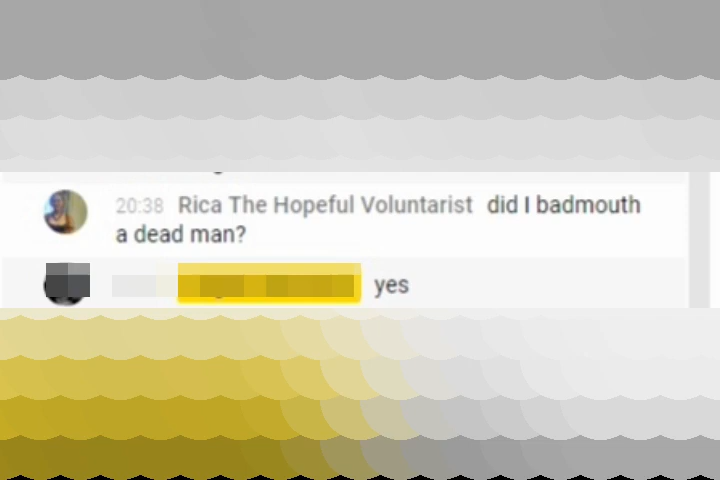 20:38 Rica The Hopeful Voluntarist did I badmouth
a dead man?
yes